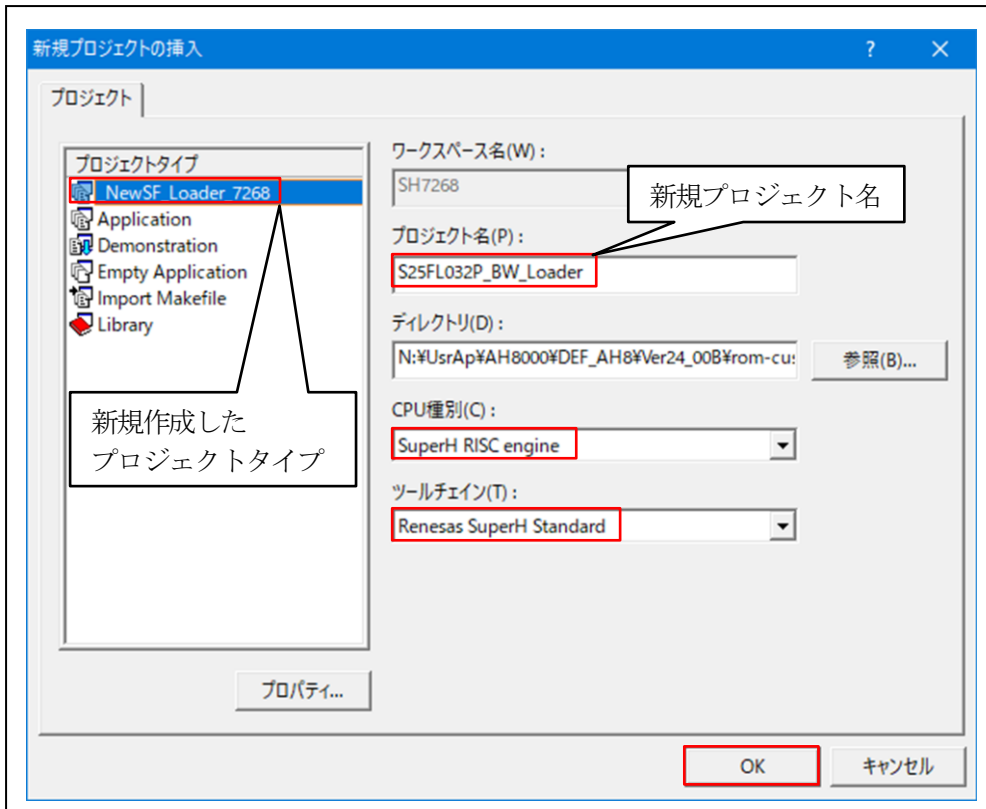 新規プロジェクトの挿入
?
×
プロジェクト
プロジェクトタイプ
_NewSF_Loader_7268
Application
Demonstration
Empty Application
Import Makefile
Library
新規作成した
プロジェクトタイプ
プロパティ...
ワークスペース名(W) :
SH7268
新規プロジェクト名
プロジェクト名(P) :
S25FL032P_BW_Loader
ディレクトリ(D) :
N:¥UsrAp¥AH8000¥DEF_AH8¥Ver24_00B¥rom-cu
参照(B)...
CPU種別(C) :
SuperH RISC engine
ツールチェイン(T) :
Renesas SuperH Standard
OK
キャンセル